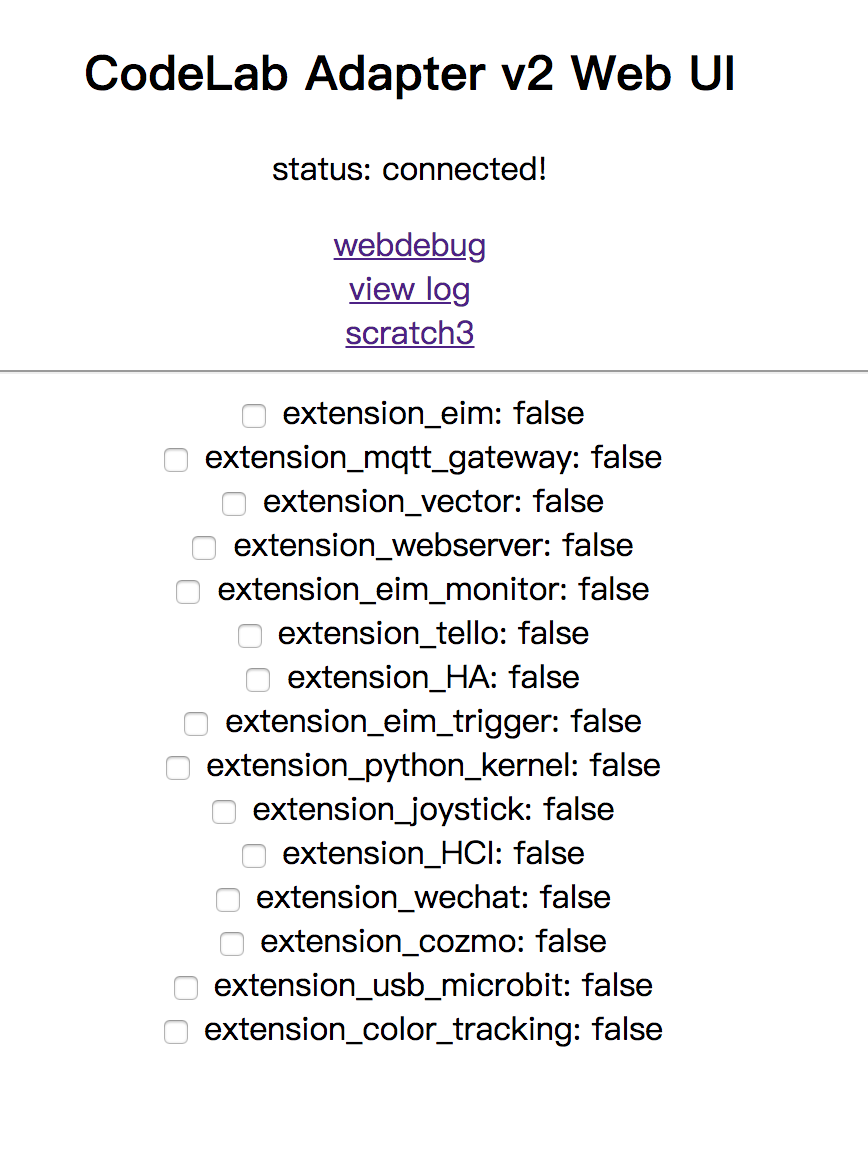 CodeLab Adapter v2 Web UI
status: connected!
webdebug
view log
scratch3
extension_eim: false
extension_mqtt_gateway: false
extension_vector: false
extension_webserver: false
extension_eim_monitor: false
extension_tello: false
extension_HA: false
extension_eim_trigger: false
extension_python_kernel: false
extension_joystick: false
extension_HCI: false
extension_wechat: false
extension_cozmo: false
extension_usb_microbit: false
extension_color_tracking: false